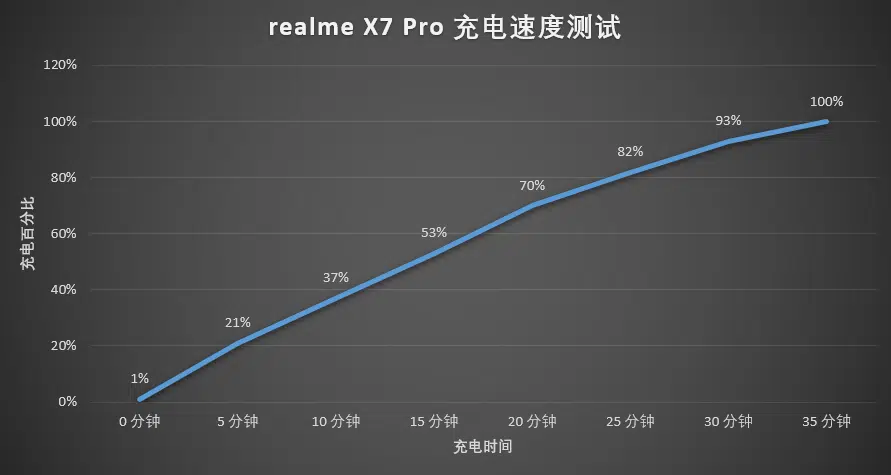 realme X7 Pro 充电速度测试
120%
100%
80%
60%
40%
20%
0%
充电百分比
1%
21%
37%
53%
70%
82%
93%
100%
0 分钟
5 分钟
10 分钟
15 分钟
20 分钟
25 分钟
30 分钟
35 分钟
充电时间